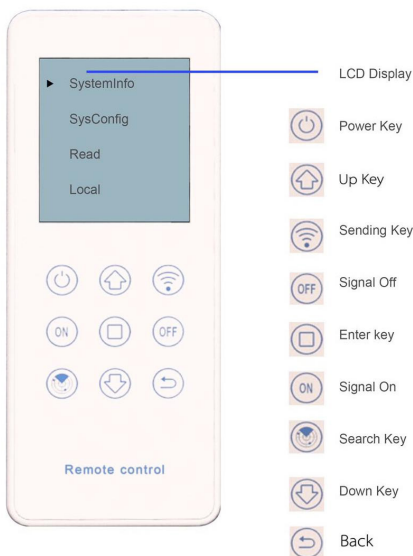 SystemInfo
SysConfig
Read
Local
ON
OFF
Remote control
LCD Display
Power Key
Up Key
Sending Key
OFF
Signal Off
Enter key
ON
Signal On
Search Key
Down Key
Back